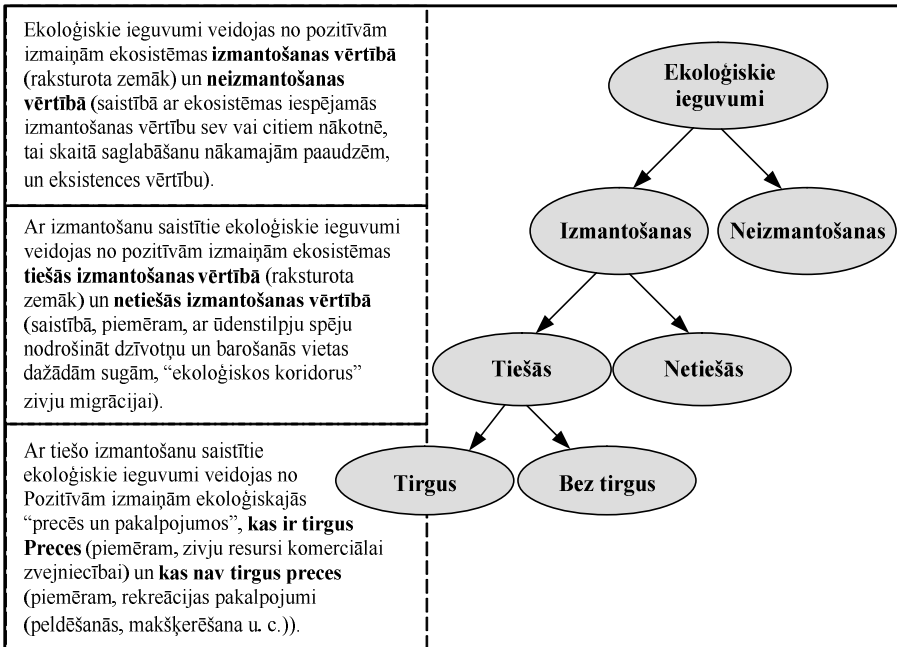 Ekoloģiskie ieguvumi veidojas no pozitīvām
izmaiņām ekosistēmas izmantošanas vērtībā
(raksturota zemāk) un neizmantošanas
vērtībā (saistībā ar ekosistēmas iespējamās
izmantošanas vērtību sev vai citiem nākotnē,
tai skaitā saglabāšanu nākamajām paaudzēm,
un eksistences vērtību).
Ar izmantošanu saistītie ekoloģiskie ieguvumi
veidojas no pozitīvām izmaiņām ekosistēmas
tiešās izmantošanas vērtībā (raksturota
zemāk) un netiešās izmantošanas vērtībā
(saistībā, piemēram, ar ūdenstilpju spēju
nodrošināt dzīvotņu un barošanās vietas
dažādām sugām, “ekoloģiskos koridorus”
zivju migrācijai).
Ar tiešo izmantošanu saistītie
ekoloģiskie ieguvumi veidojas no
Pozitīvām izmaiņām ekoloģiskajās
“precēs un pakalpojumos”, kas ir tirgus
Preces (piemēram, zivju resursi komerciālai
zvejniecībai) un kas nav tirgus preces
(piemēram, rekreācijas pakalpojumi
(peldēšanās, makšķerēšana u. c.)).
Ekoloģiskie
ieguvumi
Izmantošanas
Neizmantošanas
Tiešās
Netiešās
Tirgus
Bez tirgus